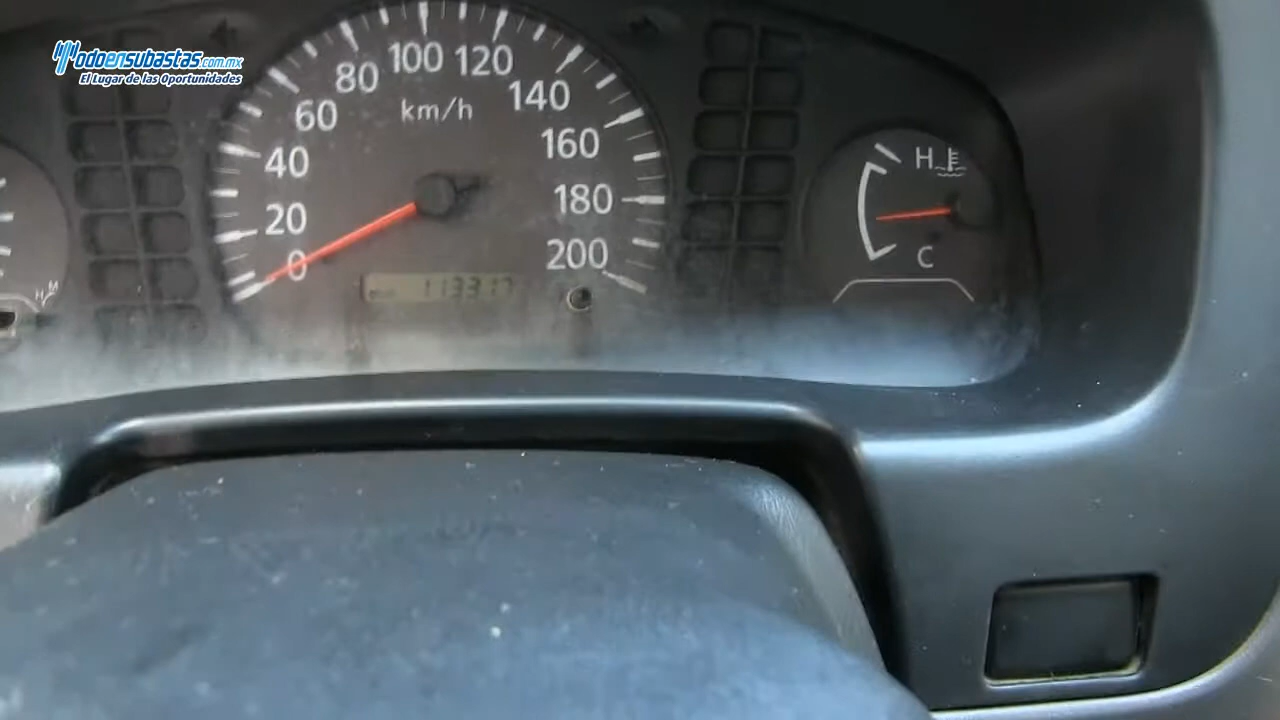 TodoenSubastas.com.mx
El Lugar de las Oportunidades
100
120
80
km/h
140
60
160
40
H
180
20
200
C
0
113317